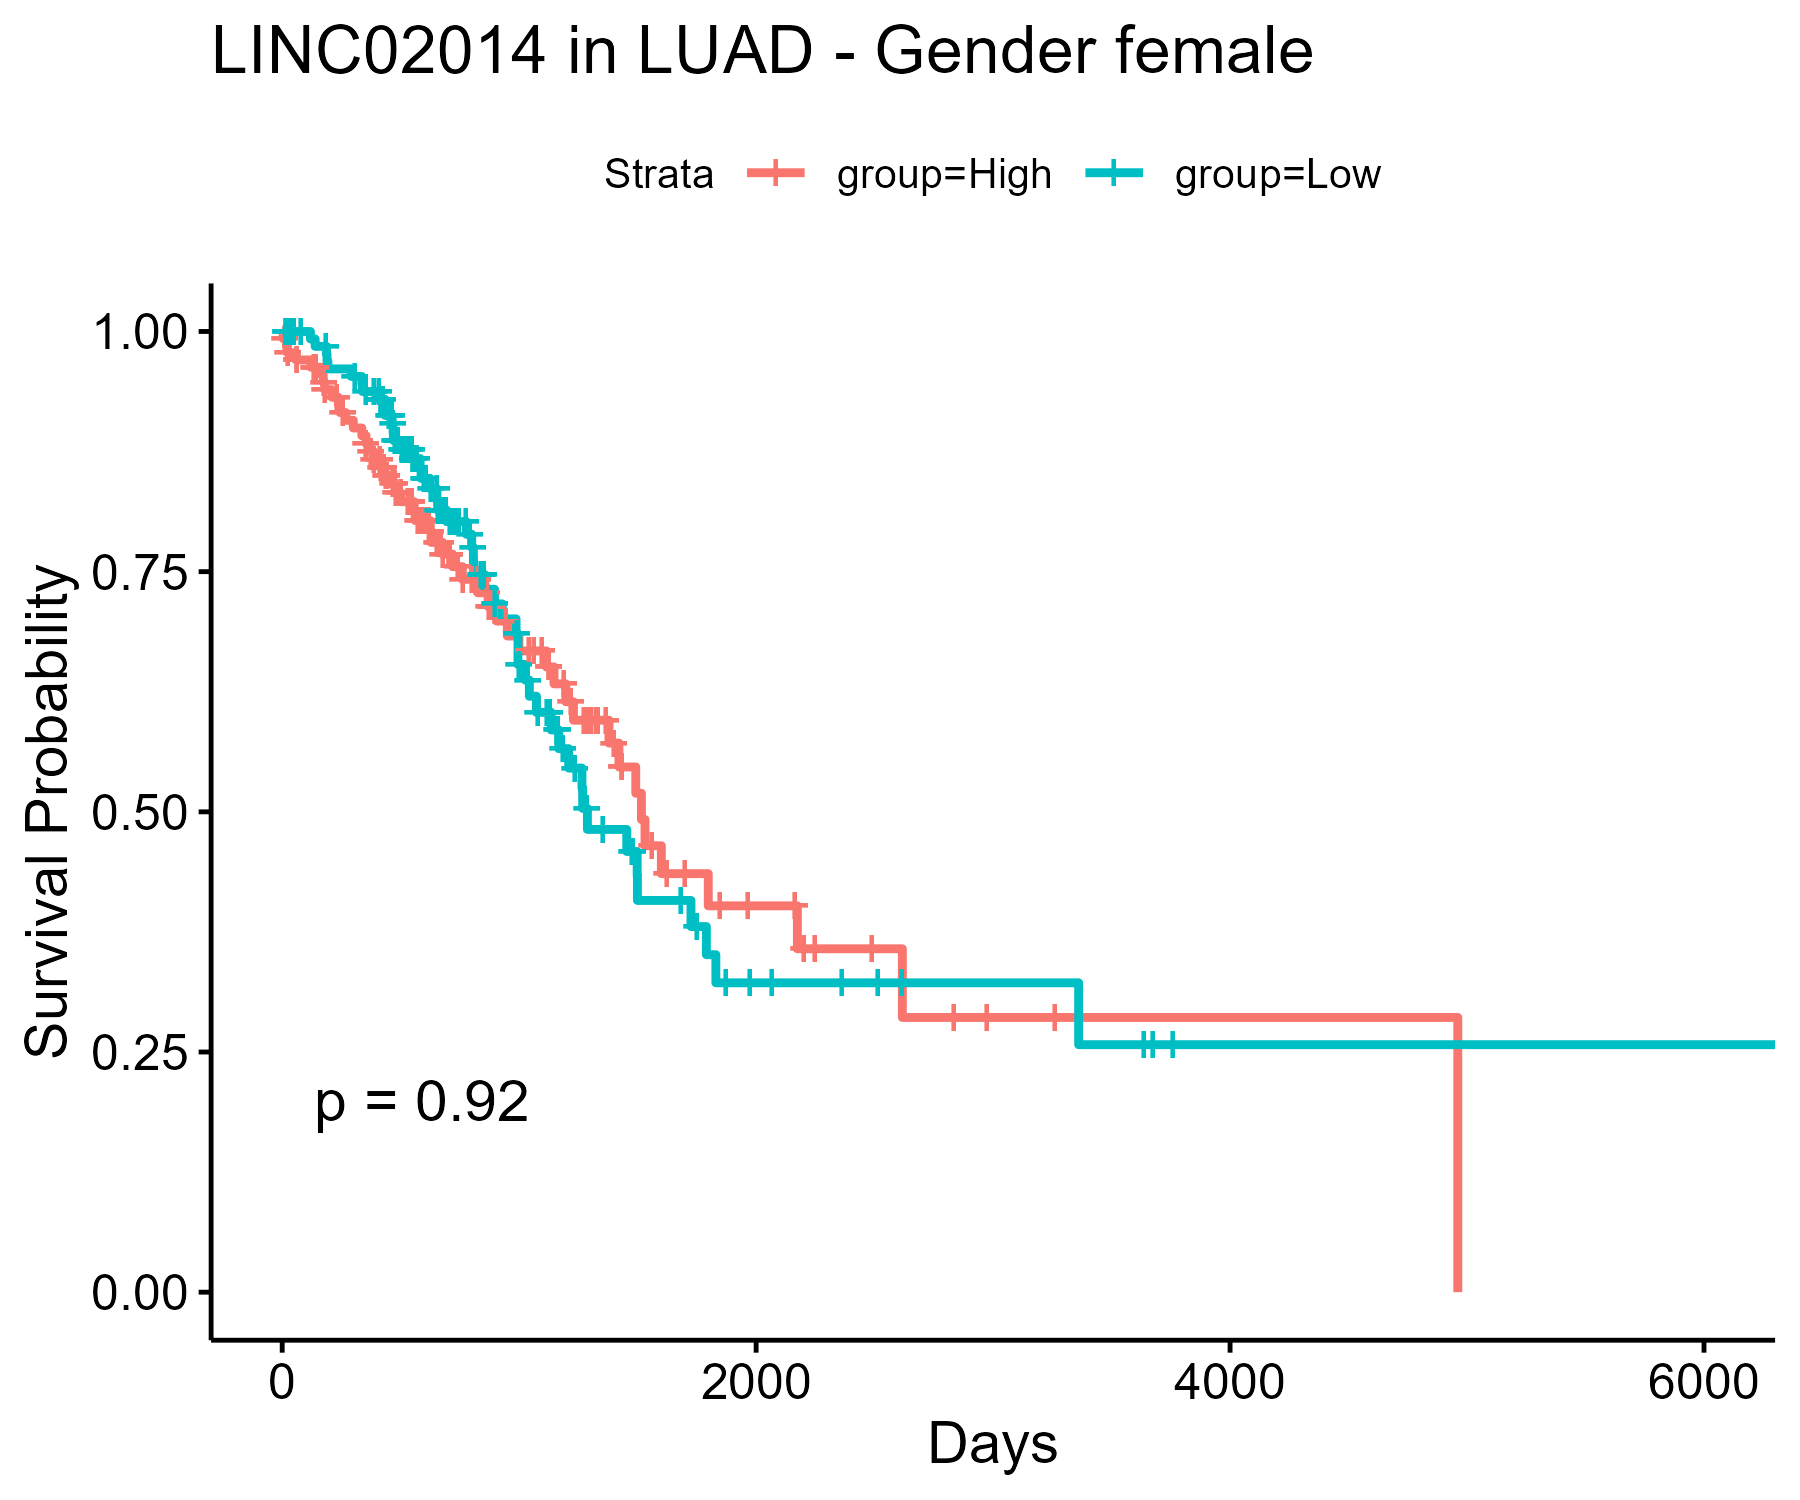 LINC02014 in LUAD - Gender female
Strata group=High group=Low
Survival Probability
1.00
0.75
0.50
0.25
0.00
p = 0.92
0 2000 4000 6000
Days